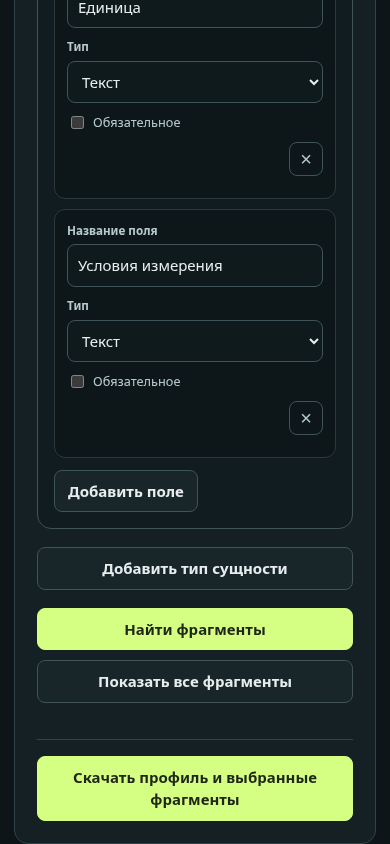 Единица
Тип
Текст
Обязательное
×
Название поля
Условия измерения
Тип
Текст
Обязательное
×
Добавить поле
Добавить тип сущности
Найти фрагменты
Показать все фрагменты
Скачать профиль и выбранные
фрагменты